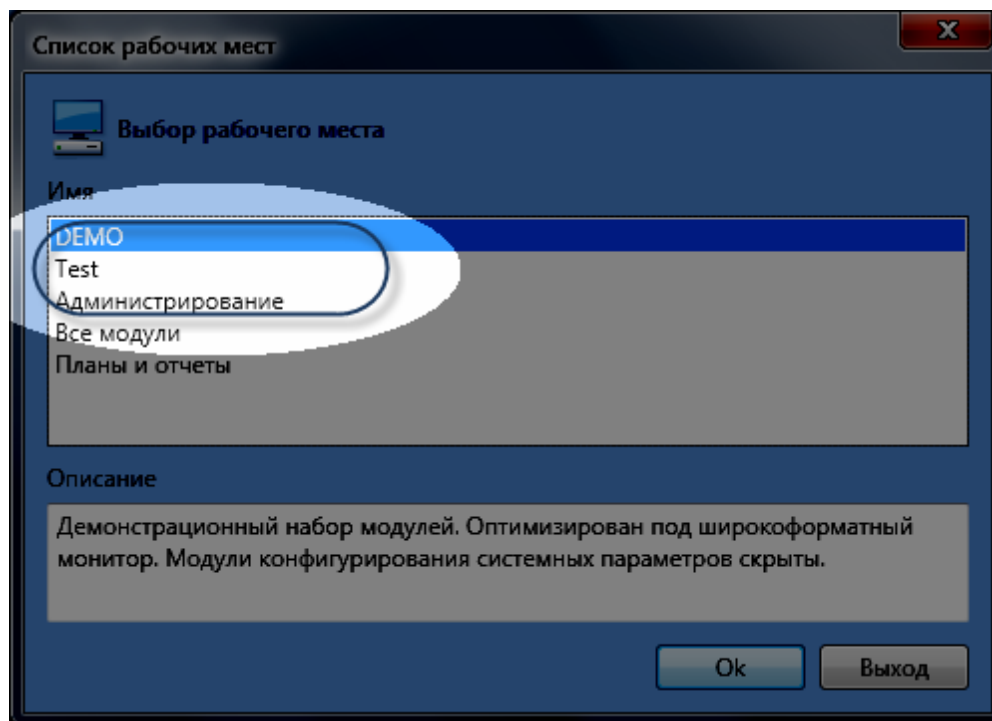 Список рабочих мест
Выбор рабочего места
Имя
DEMO
Test
Администрирование
Все модули
Планы и отчеты
Описание
Демонстрационный набор модулей. Оптимизирован под широкоформатный
монитор. Модули конфигурирования системных параметров скрыты.
Ok
Выход